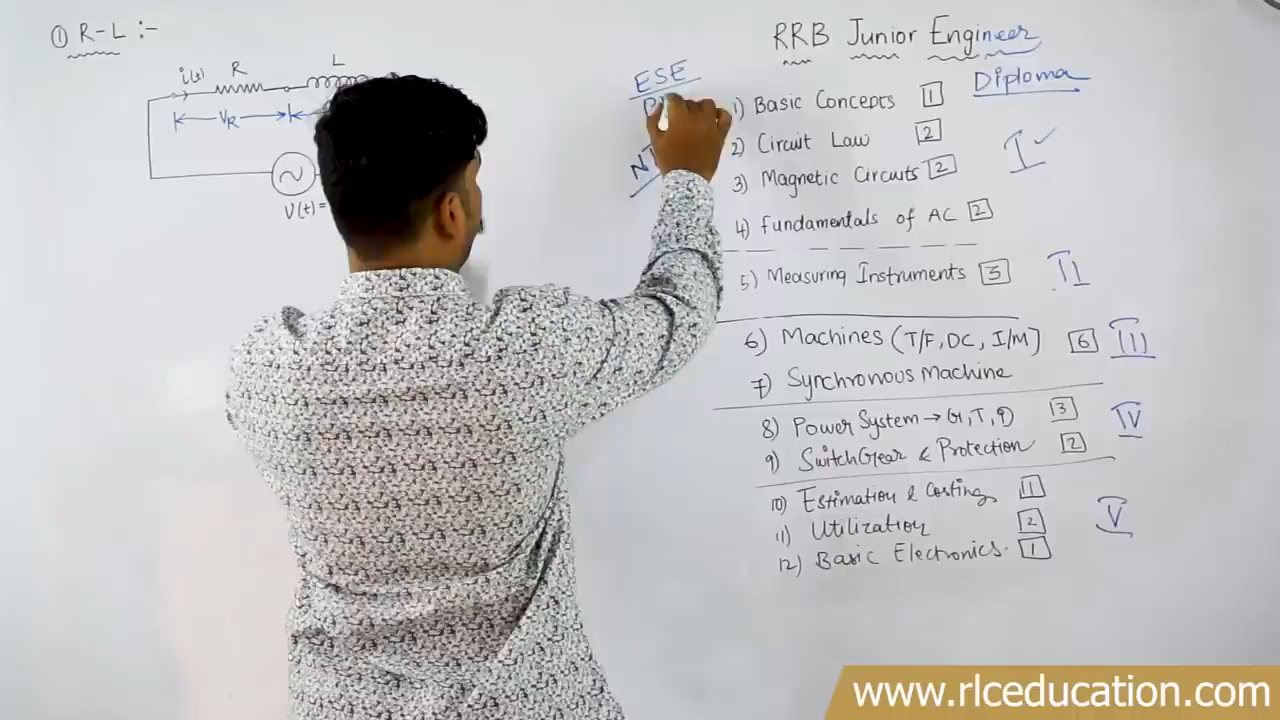 ① R-L :-
i(t) R L
VR
V(t)=
ESE
RRB Junior Engineer
Diploma
1) Basic Concepts 1
2) Circuit Law 2
I ✓
3) Magnetic Circuits 2
4) Fundamentals of AC 2
5) Measuring Instruments 3
II
6) Machines (T/F, DC, I/M) 6
III
7) Synchronous Machine
8) Power System → G, T, D 3
IV
9) SwitchGear & Protection 2
10) Estimation & Costing 1
11) Utilization 2
V
12) Basic Electronics. 1
www.rlceducation.com